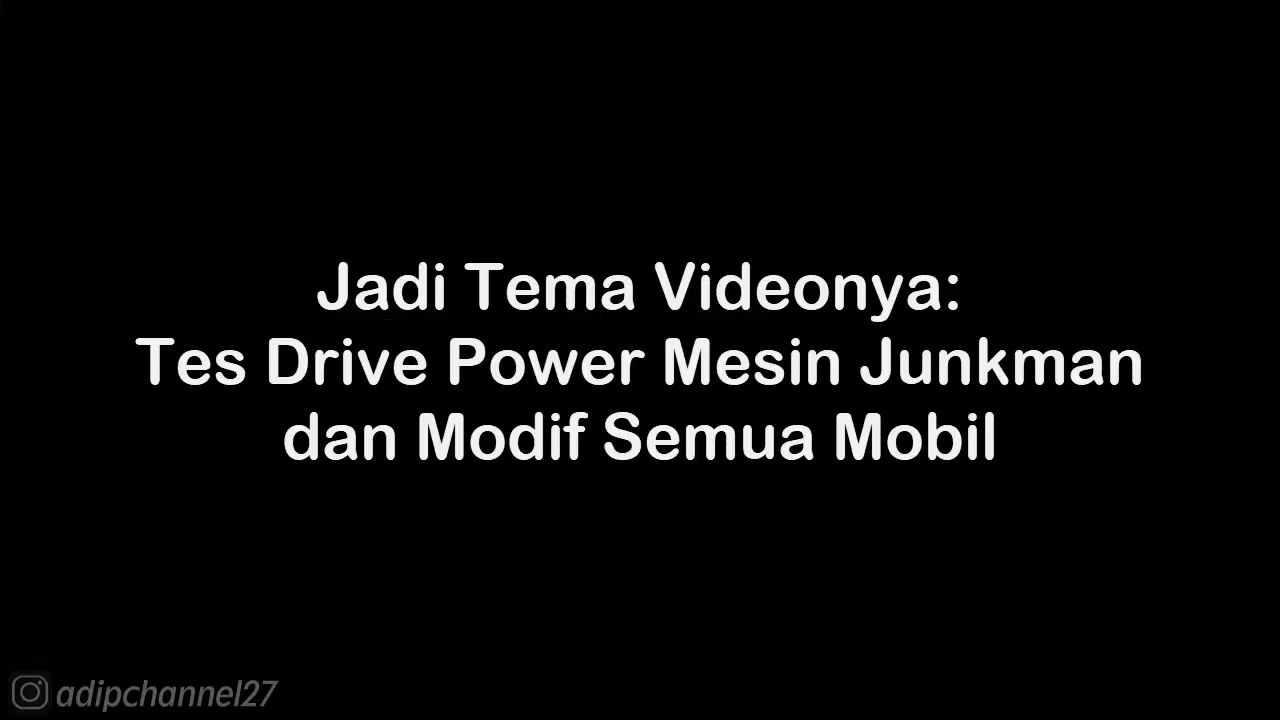 Jadi Tema Videonya:
Tes Drive Power Mesin Junkman
dan Modif Semua Mobil
adipchannel27